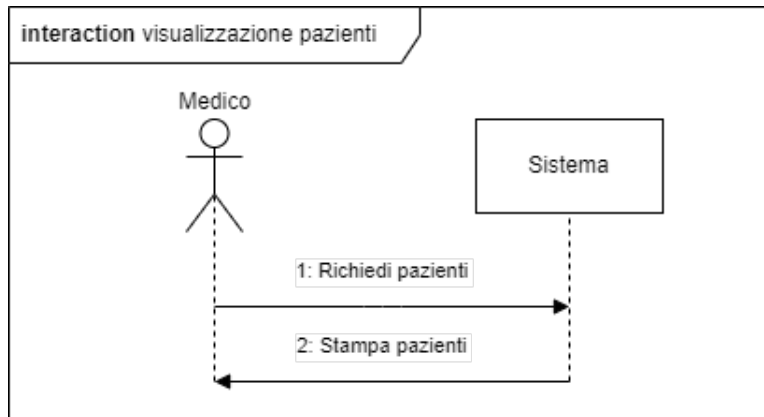 interaction visualizzazione pazienti
Medico
Sistema
1: Richiedi pazienti
2: Stampa pazienti